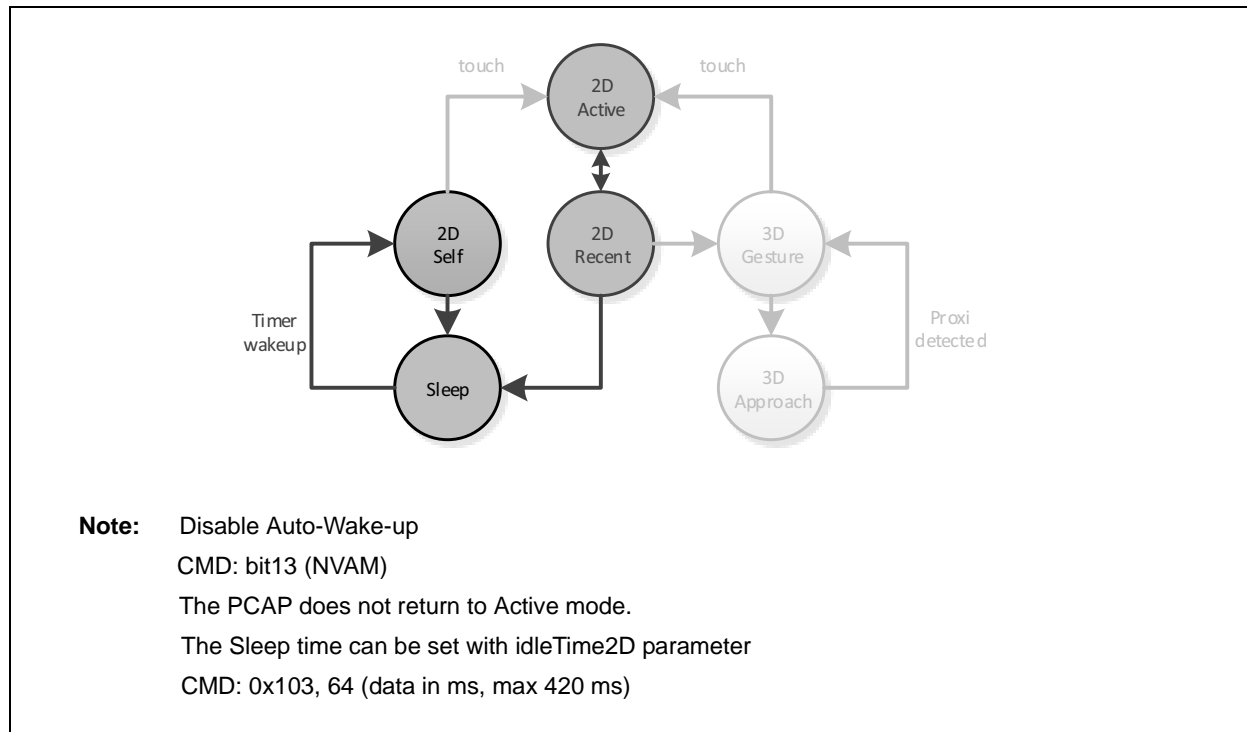 touch
touch
2D
Active
2D
Self
2D
Recent
3D
Gesture
Timer
wakeup
Proxi
detected
Sleep
3D
Approach
Note: Disable Auto-Wake-up
CMD: bit13 (NVAM)
The PCAP does not return to Active mode.
The Sleep time can be set with idleTime2D parameter
CMD: 0x103, 64 (data in ms, max 420 ms)